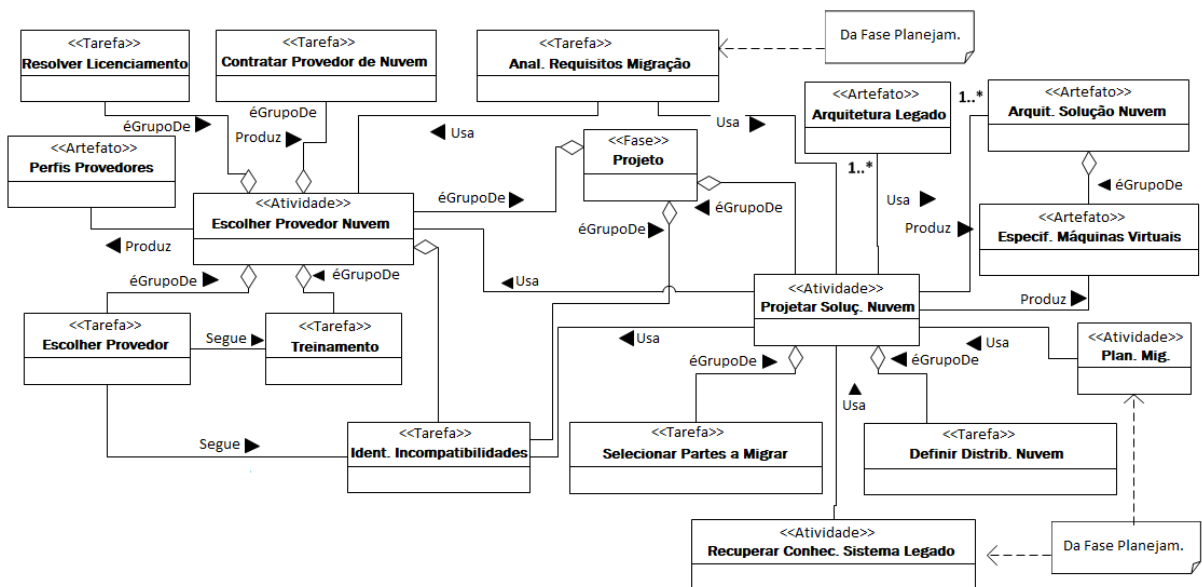 <<Tarefa>>
Resolver Licenciamento
<<Tarefa>>
Contratar Provedor de Nuvem
<<Tarefa>>
Anal. Requisitos Migração
Da Fase Planejam.
<<Artefato>>
Arquitetura Legado
1..*
<<Artefato>>
Arquit. Solução Nuvem
1..*
éGrupoDe
éGrupoDe
Produz
Usa
Usa
<<Artefato>>
Perfis Provedores
<<Fase>>
Projeto
<<Atividade>>
Escolher Provedor Nuvem
éGrupoDe
éGrupoDe
éGrupoDe
Usa
Produz
éGrupoDe
<<Artefato>>
Especif. Máquinas Virtuais
Produz
éGrupoDe
éGrupoDe
Usa
<<Atividade>>
Projetar Soluç. Nuvem
Produz
<<Tarefa>>
Escolher Provedor
Segue
<<Tarefa>>
Treinamento
Usa
Usa
<<Atividade>>
Plan. Mig.
éGrupoDe
éGrupoDe
Usa
Segue
<<Tarefa>>
Ident. Incompatibilidades
<<Tarefa>>
Selecionar Partes a Migrar
<<Tarefa>>
Definir Distrib. Nuvem
<<Atividade>>
Recuperar Conhec. Sistema Legado
Da Fase Planejam.